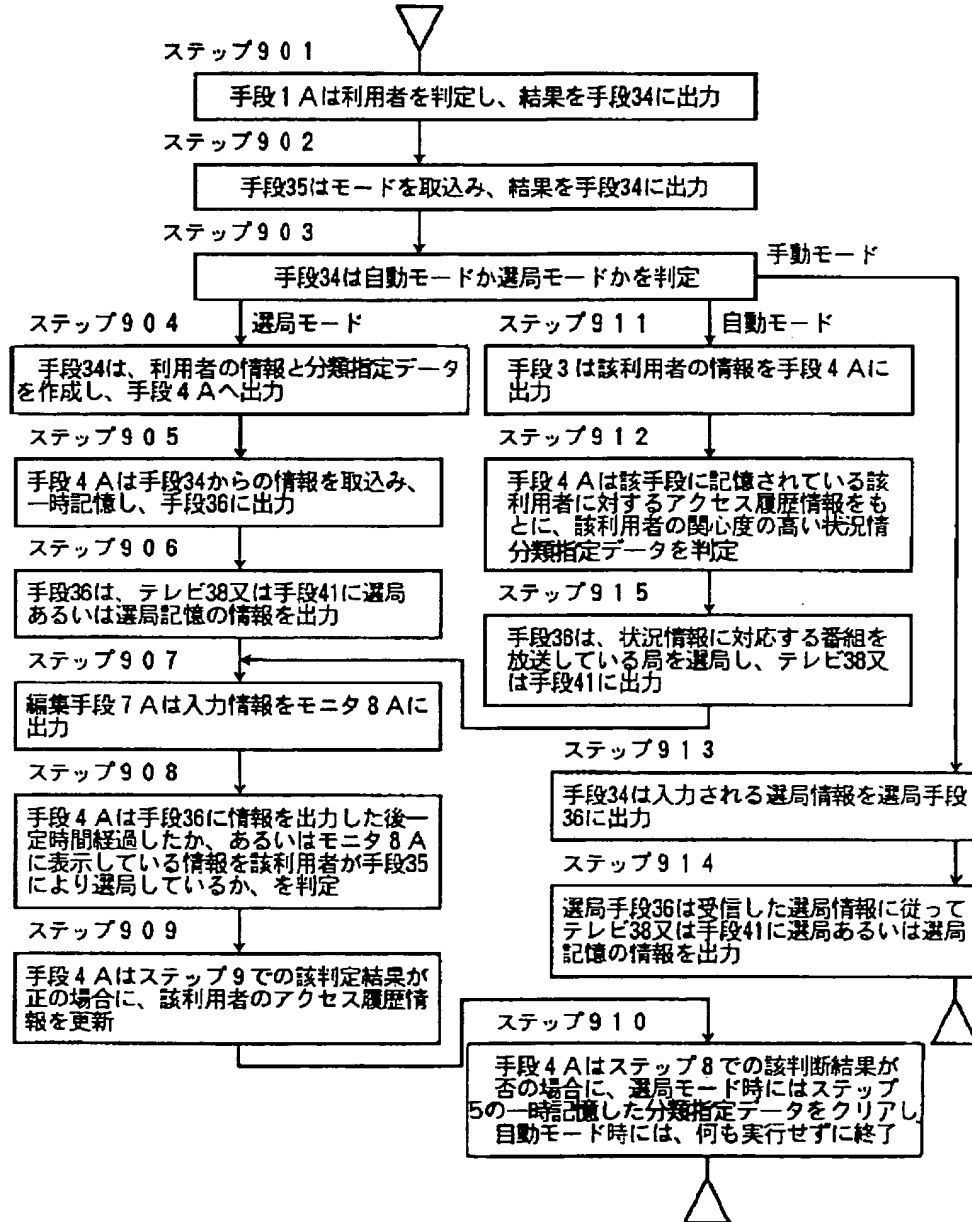 ステップ901
手段1Aは利用者を判定し、結果を手段34に出力
ステップ902
手段35はモードを取込み、結果を手段34に出力
ステップ903
手段34は自動モードか選局モードかを判定
手動モード
ステップ904
選局モード
手段34は、利用者の情報と分類指定データ
を作成し、手段4Aへ出力
ステップ905
手段4Aは手段34からの情報を取込み、
一時記憶し、手段36に出力
ステップ906
手段36は、テレビ38又は手段41に選局
あるいは選局記憶の情報を出力
ステップ907
編集手段7Aは入力情報をモニタ8Aに
出力
ステップ908
手段4Aは手段36に情報を出力した後一
定時間経過したか、あるいはモニタ8A
に表示している情報を該利用者が手段35
により選局しているか、を判定
ステップ909
手段4Aはステップ9での該判定結果が
正の場合に、該利用者のアクセス履歴情
報を更新
ステップ911
自動モード
手段3は該利用者の情報を手段4Aに
出力
ステップ912
手段4Aは該手段に記憶されている該
利用者に対するアクセス履歴情報をも
とに、該利用者の関心度の高い状況情
分類指定データを判定
ステップ915
手段36は、状況情報に対応する番組を
放送している局を選局し、テレビ38又
は手段41に出力
ステップ913
手段34は入力される選局情報を選局手段
36に出力
ステップ914
選局手段36は受信した選局情報に従って
テレビ38又は手段41に選局あるいは選局
記憶の情報を出力
ステップ910
手段4Aはステップ8での該判断結果が
否の場合に、選局モード時にはステップ
5の一時記憶した分類指定データをクリアし
自動モード時には、何も実行せずに終了